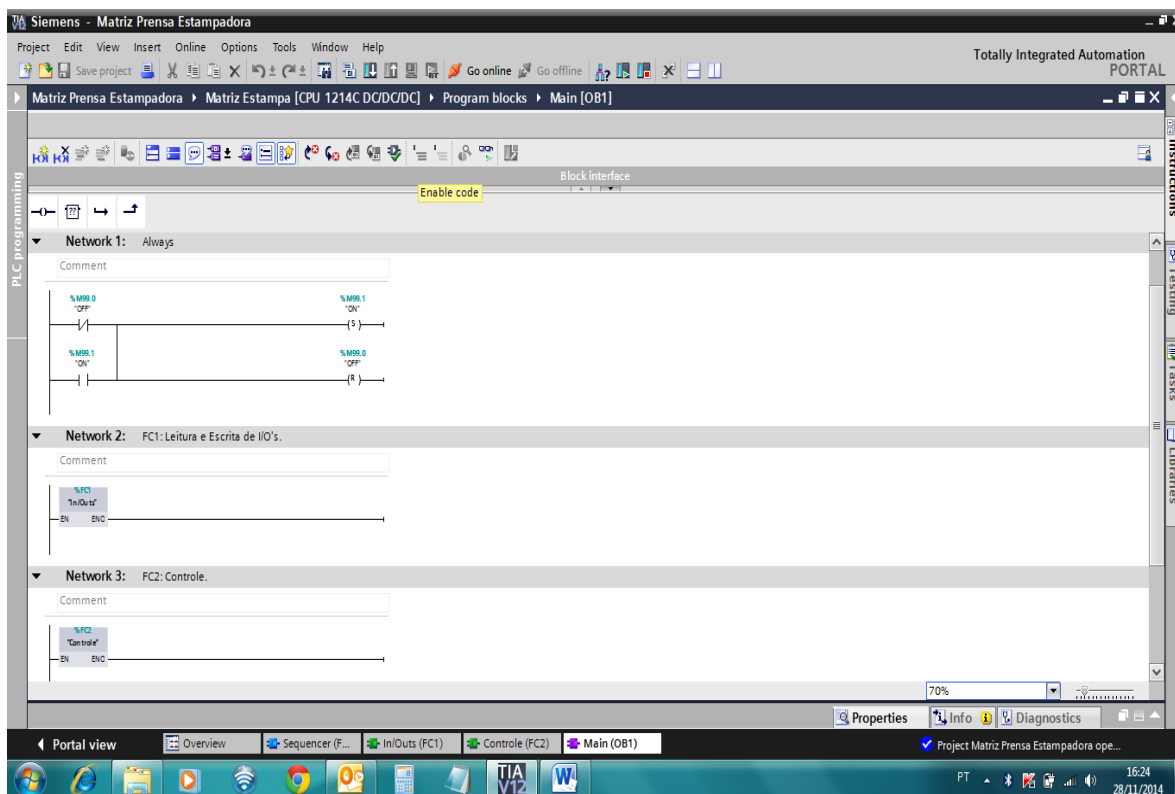 TIA V12 Siemens - Matriz Prensa Estampadora
Project Edit View Insert Online Options Tools Window Help
Totally Integrated Automation
PORTAL
Save project Go online Go offline
Matriz Prensa Estampadora Matriz Estampa [CPU 1214C DC/DC/DC] Program blocks Main [OB1]
Block interface
Enable code
??
PLC programming
Instructions
Testing
Tasks
Libraries
Network 1: Always
Comment
%M99.0 %M99.1
"OFF" "ON"
S
%M99.1 %M99.0
"ON" "OFF"
R
Network 2: FC1: Leitura e Escrita de I/O's.
Comment
%FC1
"In/Outs"
EN ENO
Network 3: FC2: Controle.
Comment
%FC2
"Controle"
EN ENO
70%
Properties Info Diagnostics
Portal view Overview Sequencer (F... In/Outs (FC1) Controle (FC2) Main (OB1) Project Matriz Prensa Estampadora ope...
TIA V12 W PT 16:24
28/11/2014